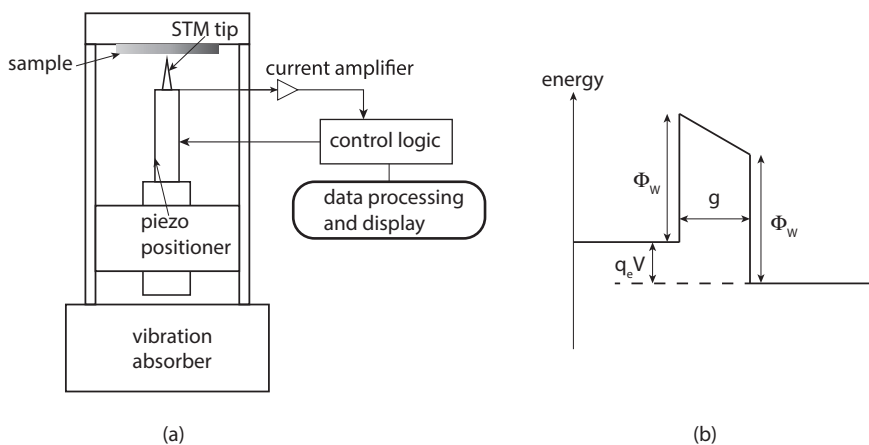 STM tip
sample
current amplifier
control logic
data processing
and display
piezo
positioner
vibration
absorber
(a)
energy
Φw
g
Φw
qeV
(b)